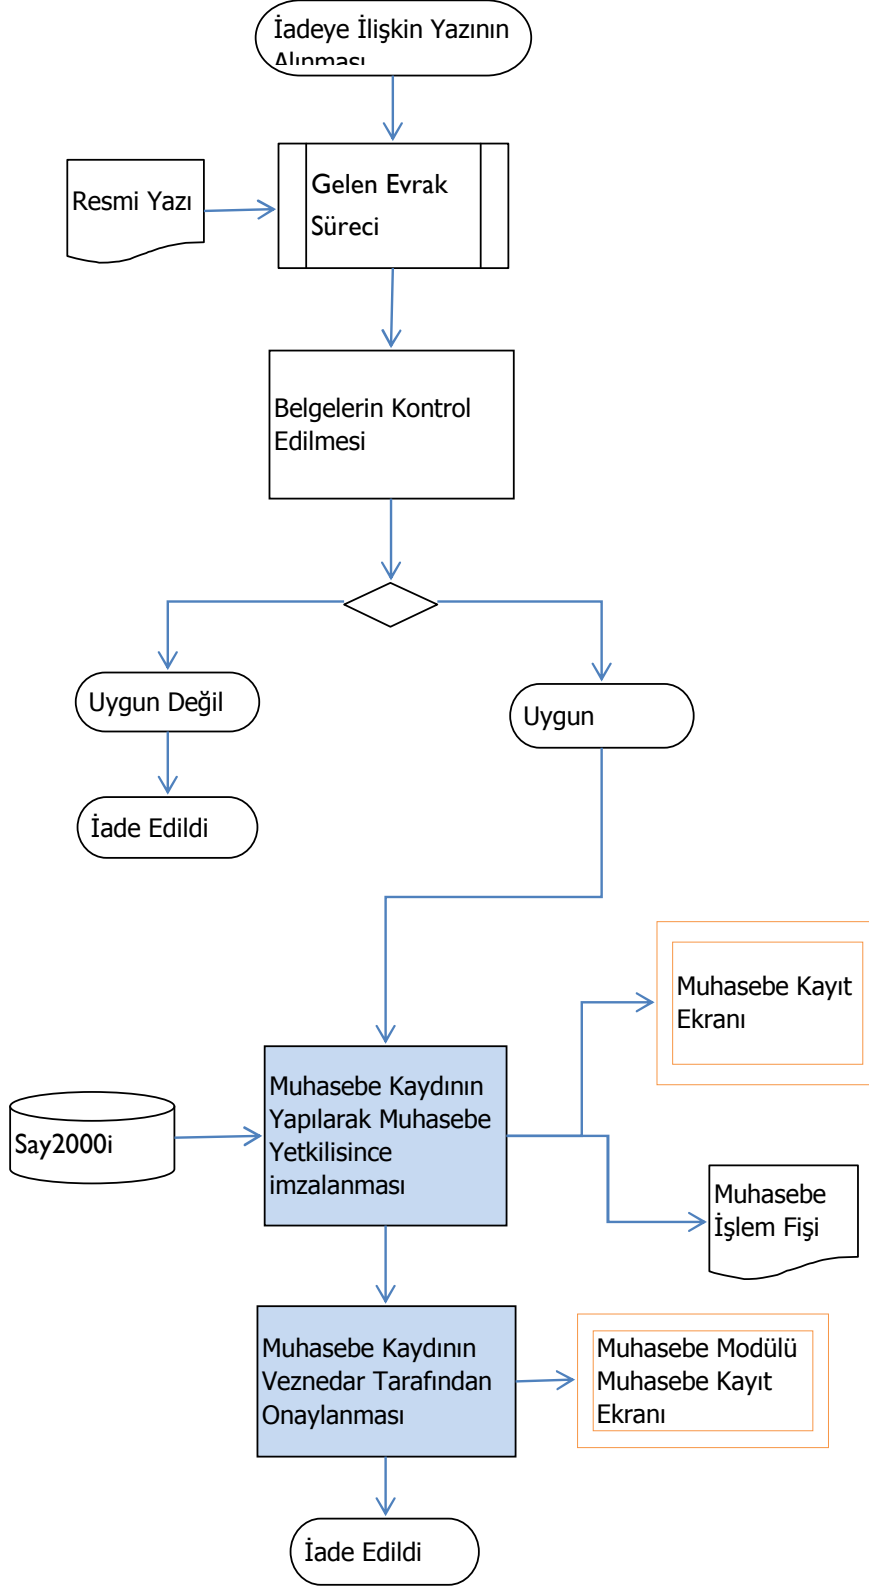 İadeye İlişkin Yazının
Alınması
Resmi Yazı
Gelen Evrak
Süreci
Belgelerin Kontrol
Edilmesi
Uygun Değil
Uygun
İade Edildi
Muhasebe Kayıt
Ekranı
Muhasebe Kaydının
Yapılarak Muhasebe
Yetkilisince
imzalanması
Say2000i
Muhasebe
İşlem Fişi
Muhasebe Kaydının
Veznedar Tarafından
Onaylanması
Muhasebe Modülü
Muhasebe Kayıt
Ekranı
İade Edildi